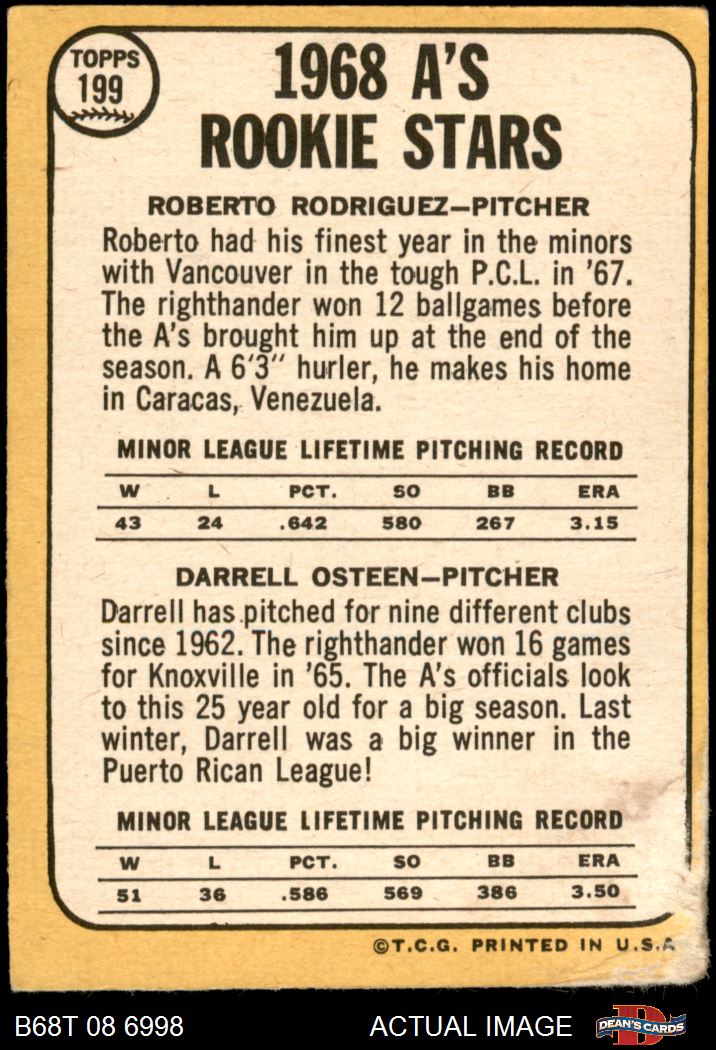 TOPPS
199
1968 A'S
ROOKIE STARS
ROBERTO RODRIGUEZ—PITCHER
Roberto had his finest year in the minors
with Vancouver in the tough P.C.L. in '67.
The righthander won 12 ballgames before
the A's brought him up at the end of the
season. A 6'3" hurler, he makes his home
in Caracas, Venezuela.
MINOR LEAGUE LIFETIME PITCHING RECORD
W L PCT. SO BB ERA
43 24 .642 580 267 3.15
DARRELL OSTEEN—PITCHER
Darrell has pitched for nine different clubs
since 1962. The righthander won 16 games
for Knoxville in '65. The A's officials look
to this 25 year old for a big season. Last
winter, Darrell was a big winner in the
Puerto Rican League!
MINOR LEAGUE LIFETIME PITCHING RECORD
W L PCT. SO BB ERA
51 36 .586 569 386 3.50
©T.C.G. PRINTED IN U.S.A
B68T 08 6998
ACTUAL IMAGE
D
DEAN'S CARDS